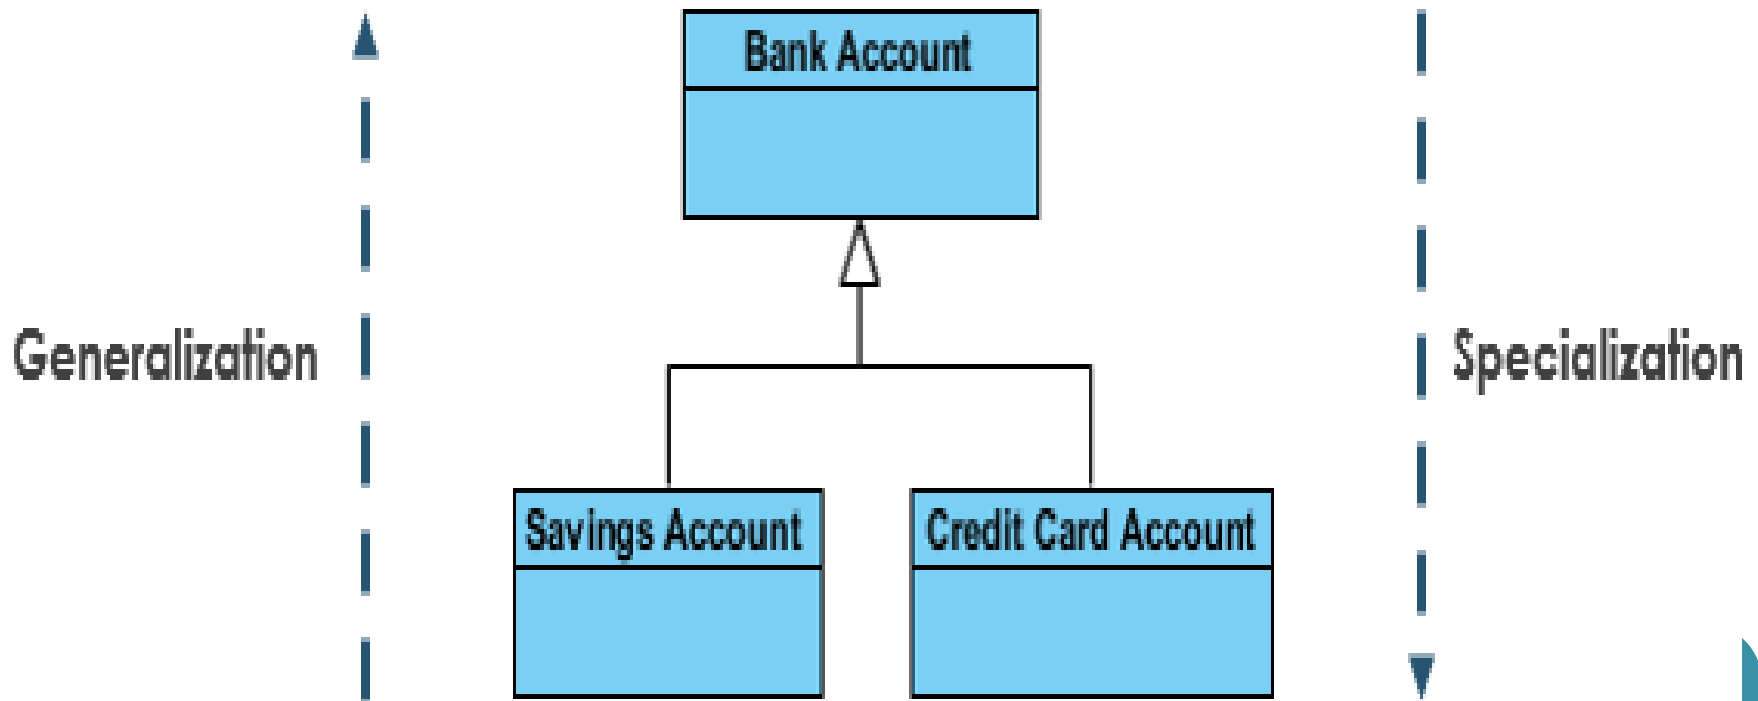 Bank Account
Generalization
Specialization
Savings Account
Credit Card Account